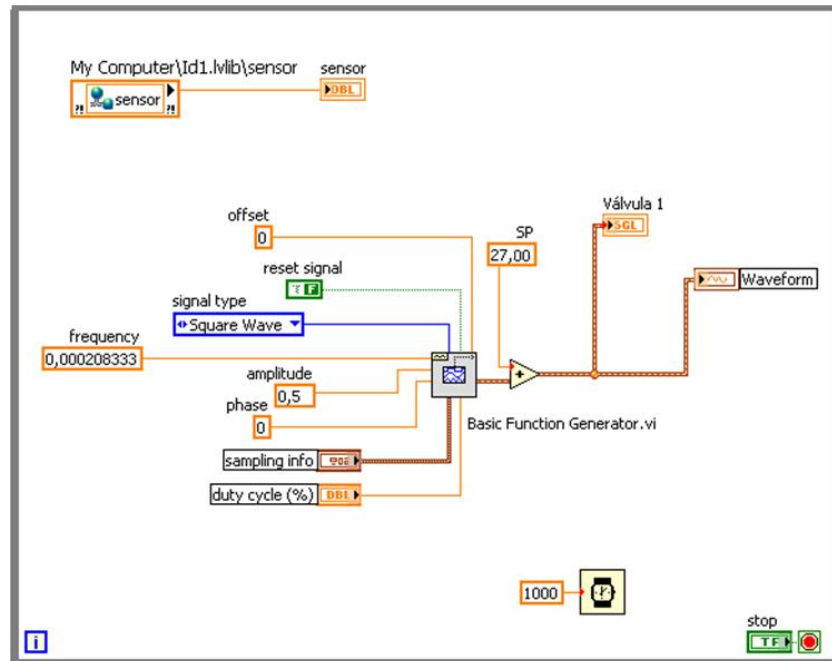 My Computer\Id1.lvlib\sensor
sensor
?! sensor ?!
DBL
offset
0
Válvula 1
SGL
SP
27,00
reset signal
T F
Waveform
signal type
Square Wave
frequency
0,000208333
amplitude
0,5
phase
0
Basic Function Generator.vi
sampling info
duty cycle (%) DBL
1000
stop
i
TF